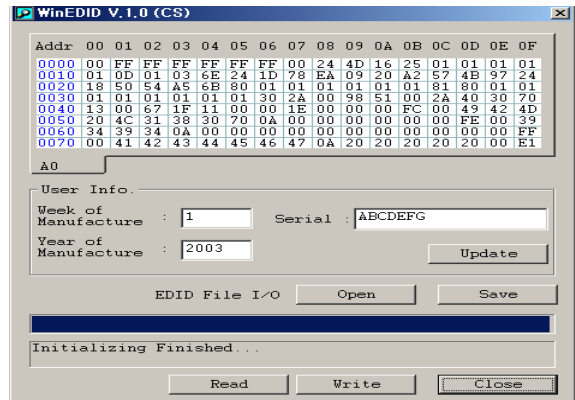 WinEDID V.1.0 (CS)
Addr 00 01 02 03 04 05 06 07 08 09 0A 0B 0C 0D 0E 0F
0000 00 FF FF FF FF FF FF 00 24 4D 16 25 01 01 01 01
0010 01 0D 01 03 6E 24 1D 78 EA 09 20 A2 57 4B 97 24
0020 18 50 54 A5 6B 80 01 01 01 01 01 01 81 80 01 01
0030 01 01 01 01 01 01 30 2A 00 98 51 00 2A 40 30 70
0040 13 00 67 1F 11 00 00 1E 00 00 00 FC 00 49 42 4D
0050 20 4C 31 38 30 70 0A 00 00 00 00 00 00 FE 00 39
0060 34 39 34 0A 00 00 00 00 00 00 00 00 00 00 00 FF
0070 00 41 42 43 44 45 46 47 0A 20 20 20 20 20 00 E1
A0
User Info.
Week of Manufacture : 1 Serial : ABCDEFG
Year of Manufacture : 2003 Update
EDID File I/O Open Save
Initializing Finished...
Read Write Close